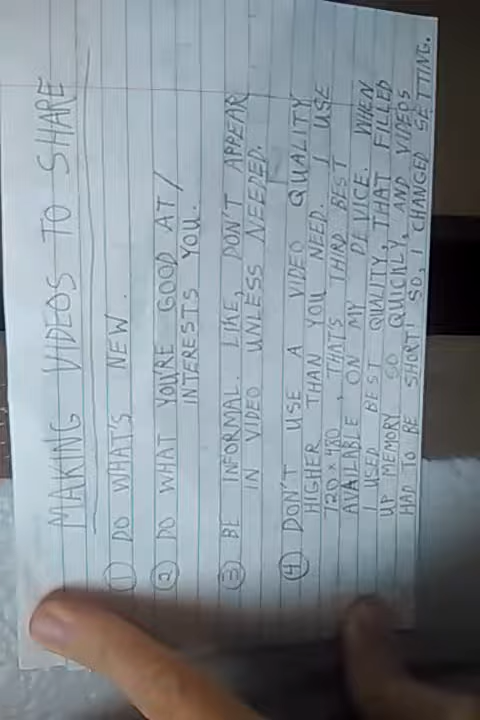 MAKING VIDEOS TO SHARE
① DO WHAT'S NEW.
② DO WHAT YOU'RE GOOD AT/
INTERESTS YOU.
③ BE INFORMAL. LIKE, DON'T APPEAR
IN VIDEO UNLESS NEEDED.
④ DON'T USE A VIDEO QUALITY
HIGHER THAN YOU NEED. I USE
720×480, THAT'S THIRD BEST
AVAILABLE ON MY DEVICE. WHEN
I USED BEST QUALITY, THAT FILLED
UP MEMORY SO QUICKLY, AND VIDEOS
HAD TO BE SHORT! SO, I CHANGED SETTING.